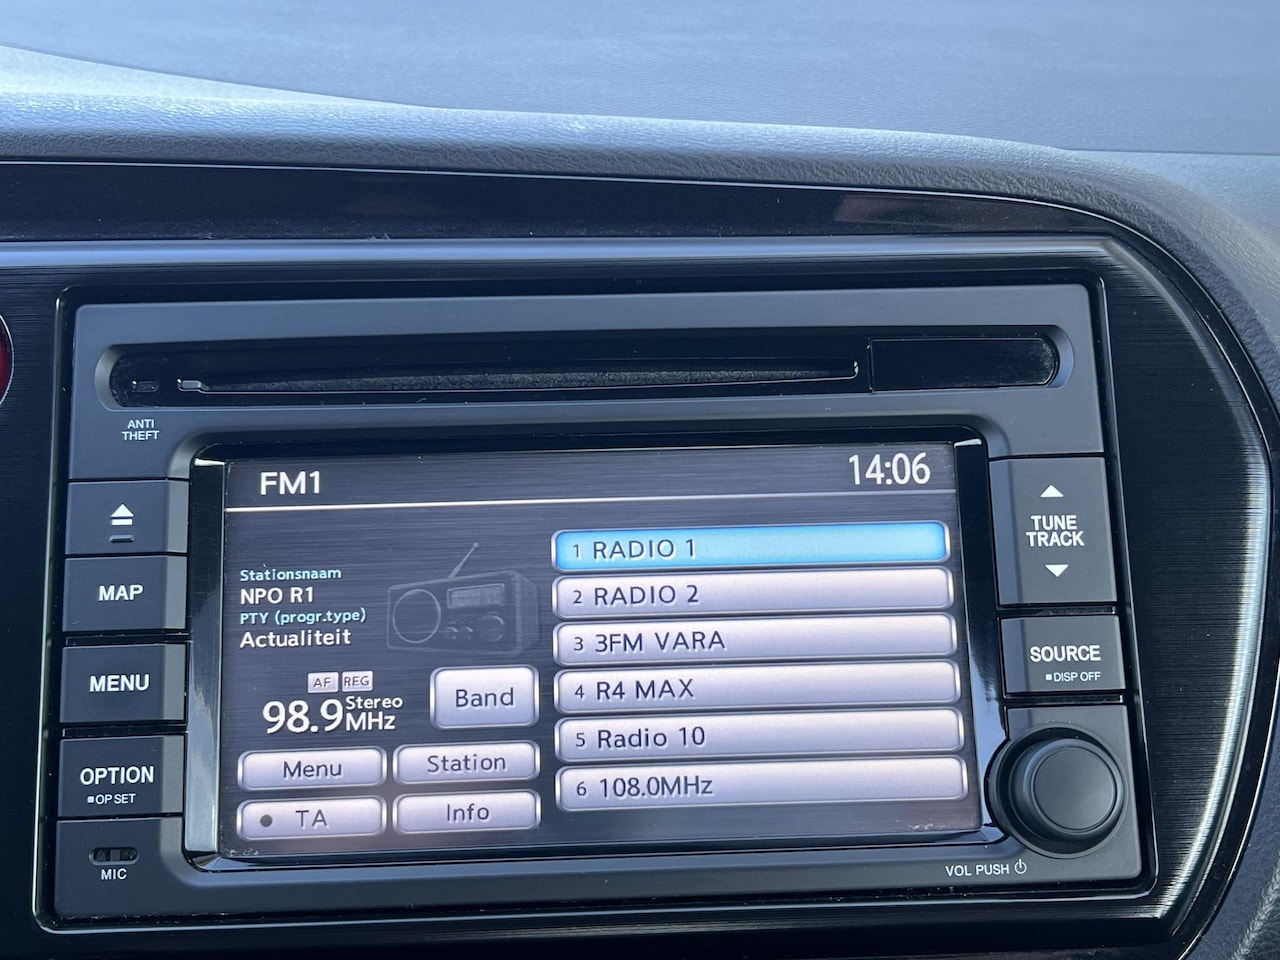 ANTI
THEFT
FM1
14:06
MAP
MENU
OPTION
OP SET
MIC
Stationsnaam
NPO R1
PTY (progr.type)
Actualiteit
AF REG
98.9 Stereo
MHz
Band
Menu
Station
TA
Info
1 RADIO 1
2 RADIO 2
3 3FM VARA
4 R4 MAX
5 Radio 10
6 108.0MHz
TUNE
TRACK
SOURCE
DISP OFF
VOL PUSH